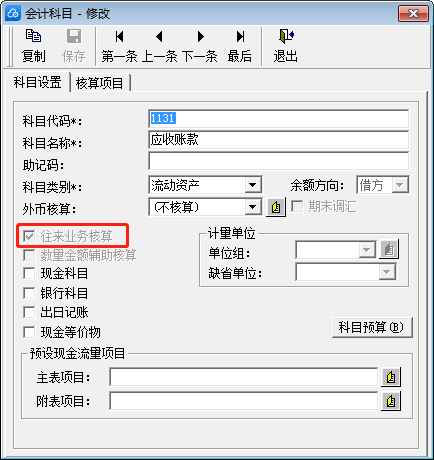 会计科目 - 修改
复制 保存 第一条 上一条 下一条 最后 退出
科目设置 核算项目
科目代码*： 1131
科目名称*： 应收账款
助记码：
科目类别*： 流动资产 余额方向： 借方
外币核算： (不核算) 期末调汇
往来业务核算 计量单位
数量金额辅助核算 单位组：
现金科目 缺省单位：
银行科目
出日记账
现金等价物 科目预算(B)
预设现金流量项目
主表项目：
附表项目：